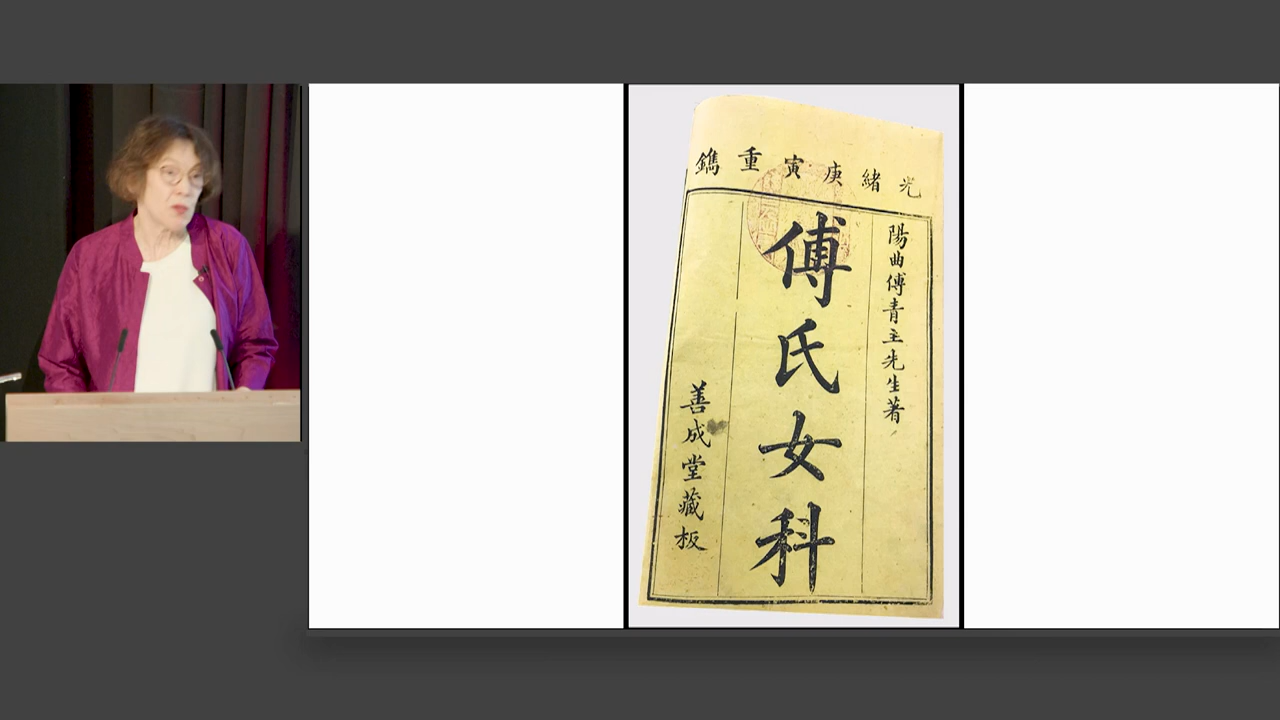 光緒庚寅重鐫
陽曲傅青主先生著
傅氏女科
善成堂藏板